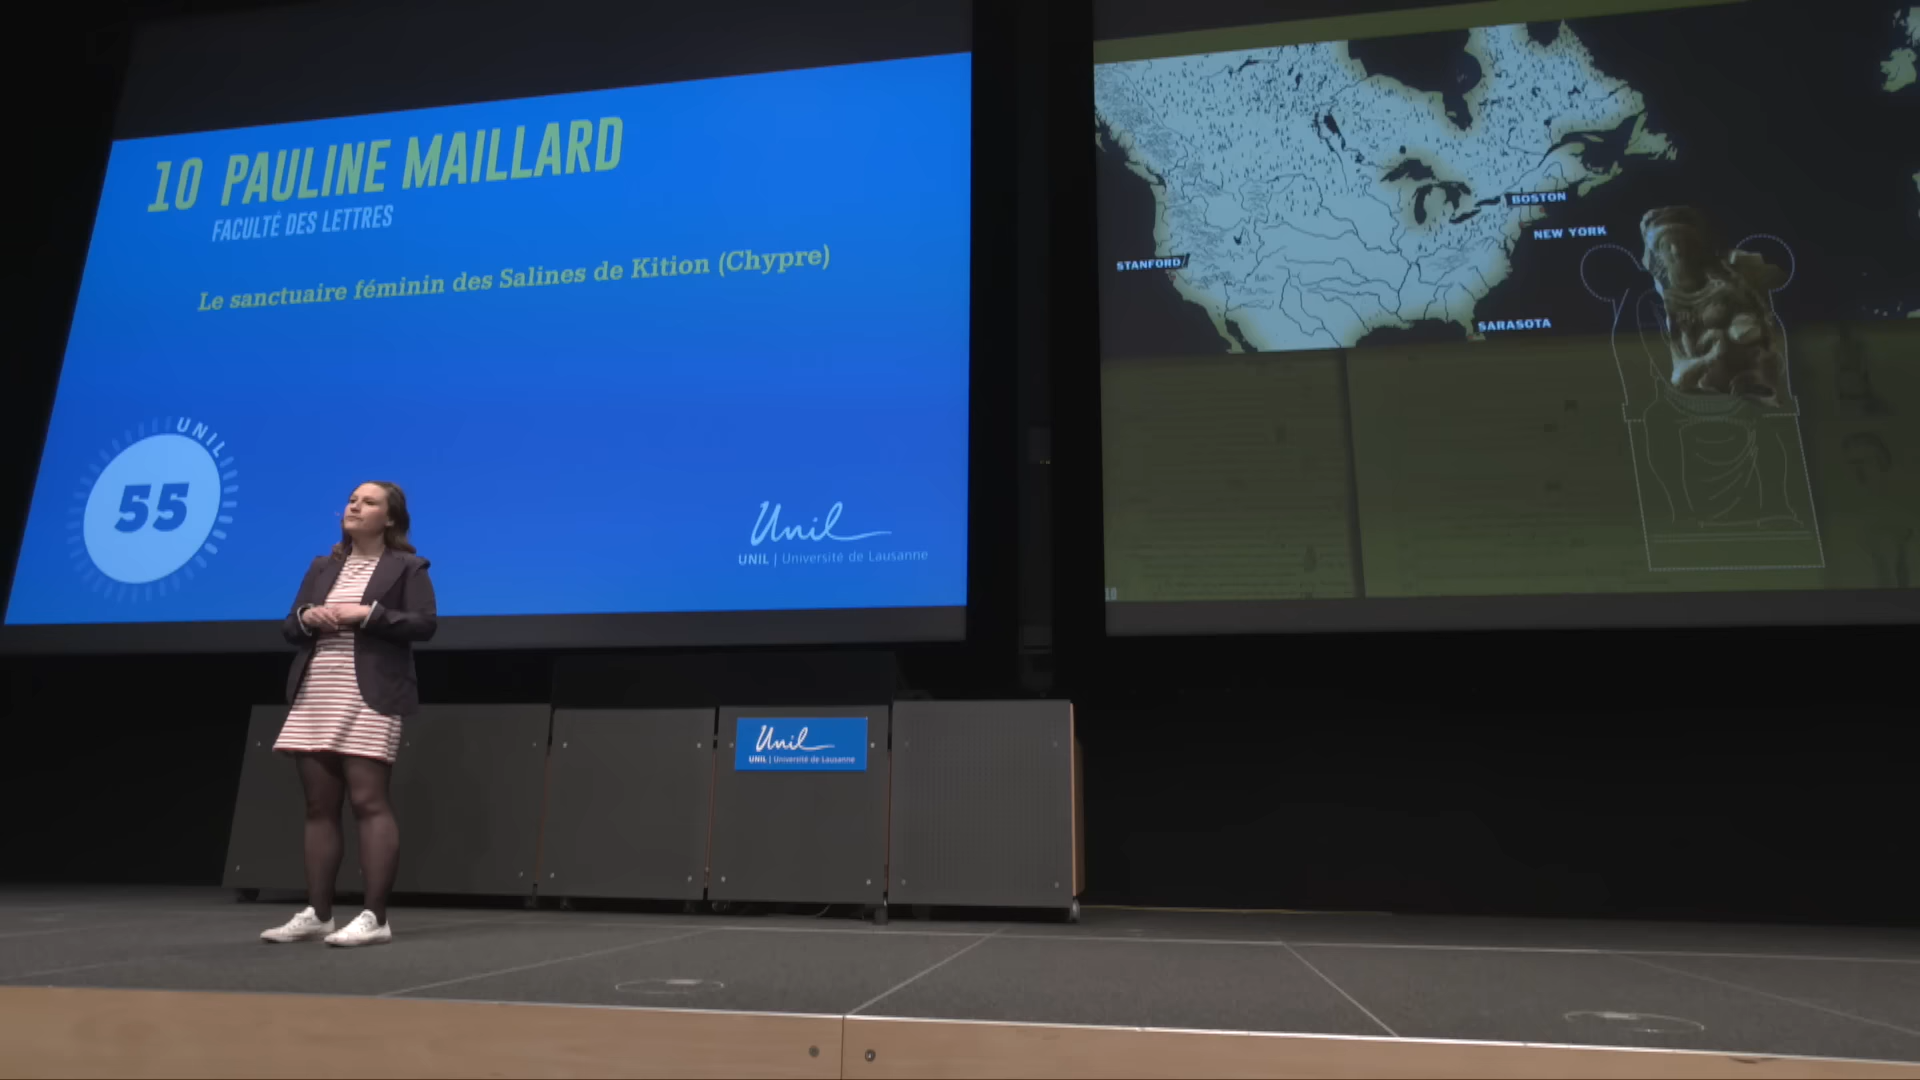 10 PAULINE MAILLARD
FACULTÉ DES LETTRES
Le sanctuaire féminin des Salines de Kition (Chypre)
UNIL
55
Unil
UNIL | Université de Lausanne
BOSTON
NEW YORK
STANFORD
SARASOTA
10
Unil
UNIL | Université de Lausanne